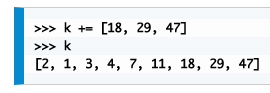 >>> k += [18, 29, 47]
>>> k
[2, 1, 3, 4, 7, 11, 18, 29, 47]